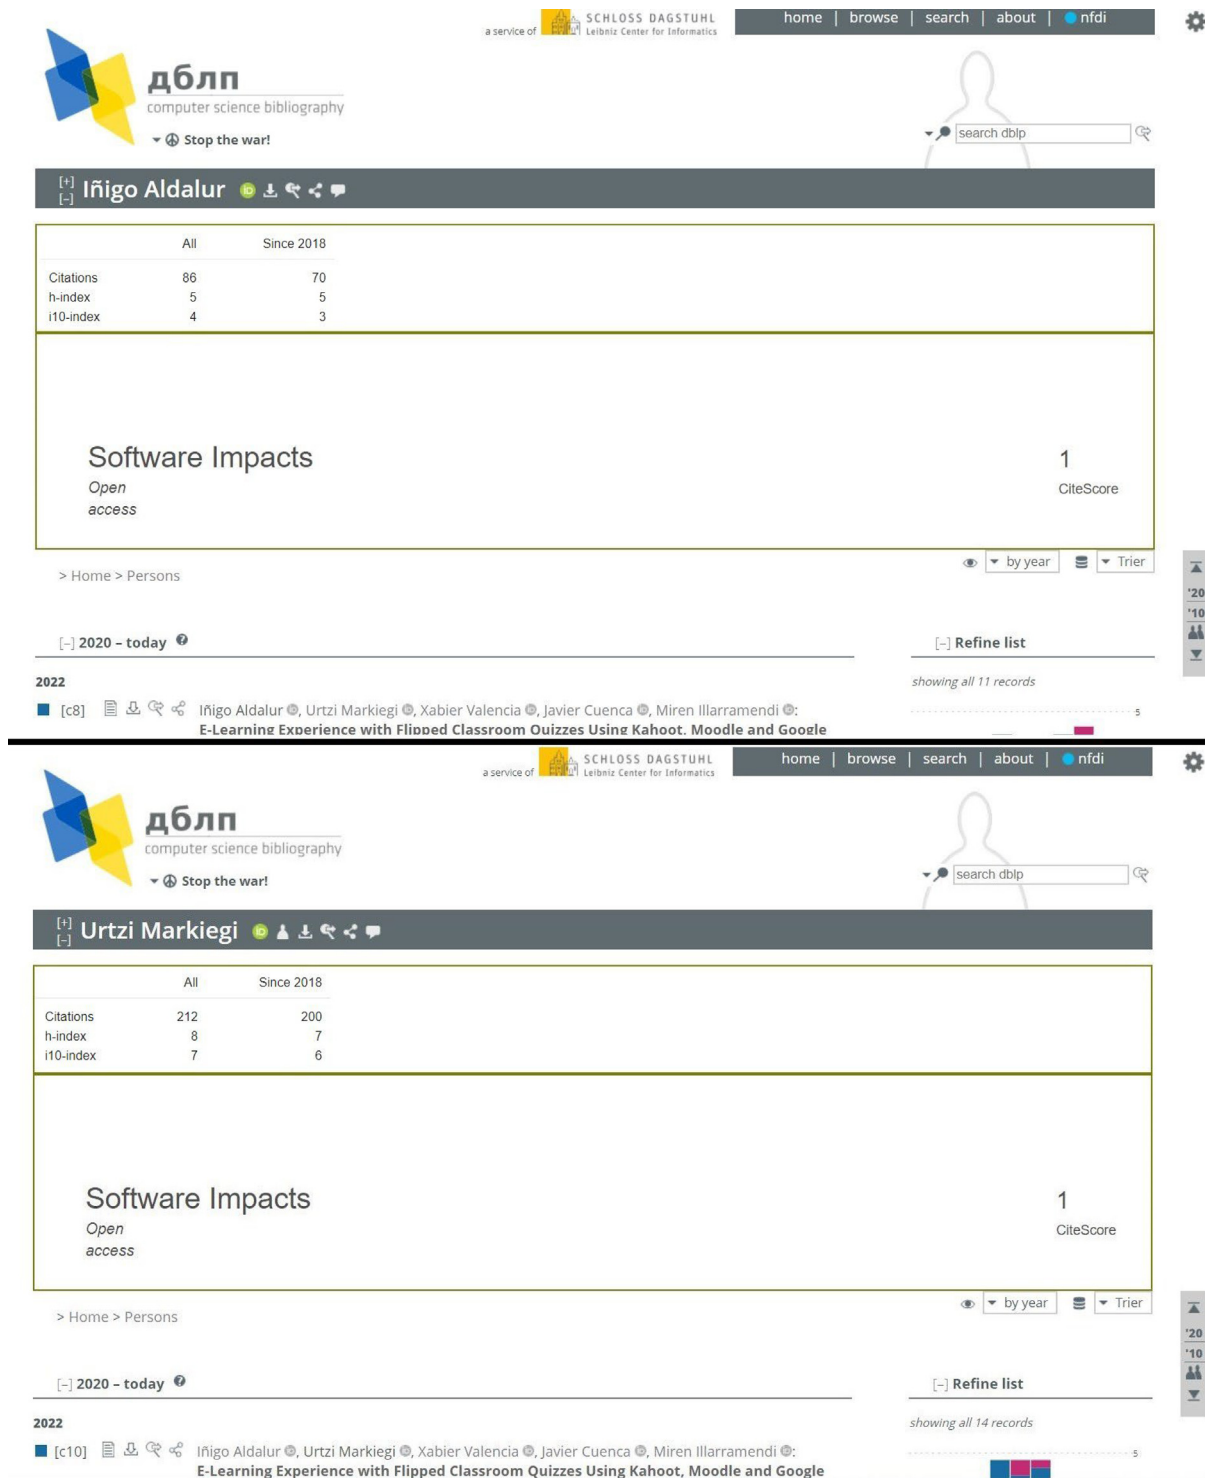 a service of SCHLOSS DAGSTUHL
Leibniz Center for Informatics
home | browse | search | about | nfdi
дблп
computer science bibliography
Stop the war!
search dblp
[+]
[–] Iñigo Aldalur
All Since 2018
Citations 86 70
h-index 5 5
i10-index 4 3
Software Impacts 1
Open CiteScore
access
by year Trier
> Home > Persons
'20
'10
[–] 2020 – today ? [–] Refine list
2022 showing all 11 records
[c8] Iñigo Aldalur, Urtzi Markiegi, Xabier Valencia, Javier Cuenca, Miren Illarramendi: 5
E-Learning Experience with Flipped Classroom Quizzes Using Kahoot, Moodle and Google
a service of SCHLOSS DAGSTUHL
Leibniz Center for Informatics
home | browse | search | about | nfdi
дблп
computer science bibliography
Stop the war!
search dblp
[+]
[–] Urtzi Markiegi
All Since 2018
Citations 212 200
h-index 8 7
i10-index 7 6
Software Impacts 1
Open CiteScore
access
by year Trier
> Home > Persons
'20
'10
[–] 2020 – today ? [–] Refine list
2022 showing all 14 records
[c10] Iñigo Aldalur, Urtzi Markiegi, Xabier Valencia, Javier Cuenca, Miren Illarramendi: 5
E-Learning Experience with Flipped Classroom Quizzes Using Kahoot, Moodle and Google